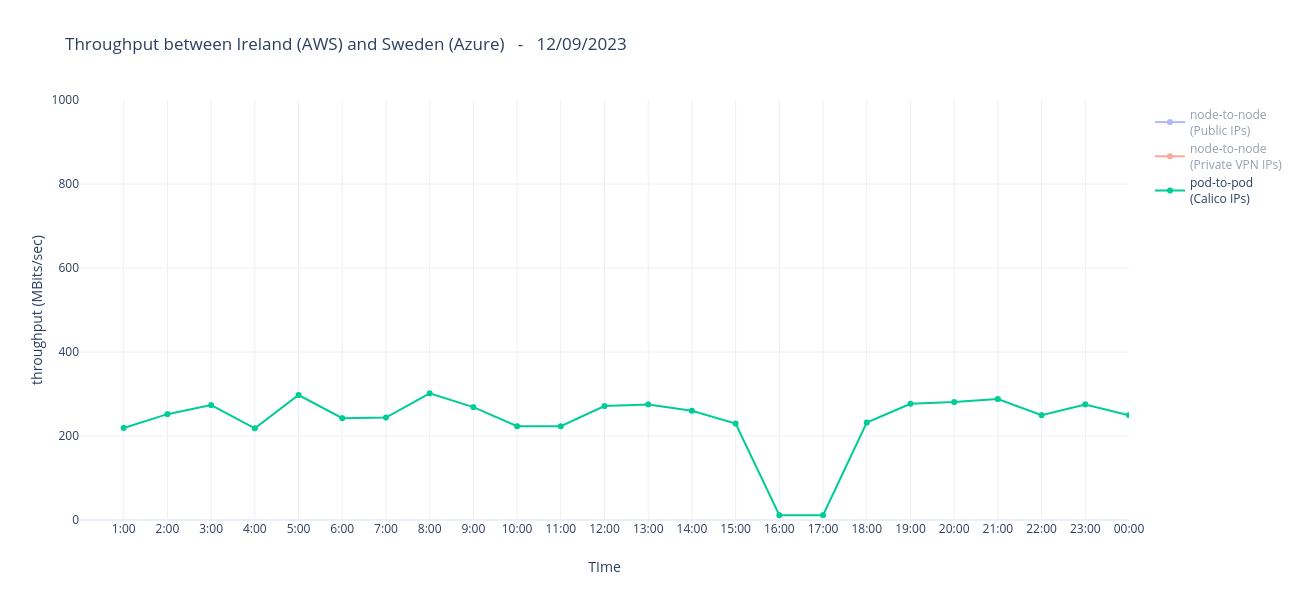 Throughput between Ireland (AWS) and Sweden (Azure) - 12/09/2023
1000
800
600
400
200
0
throughput (MBits/sec)
1:00 2:00 3:00 4:00 5:00 6:00 7:00 8:00 9:00 10:00 11:00 12:00 13:00 14:00 15:00 16:00 17:00 18:00 19:00 20:00 21:00 22:00 23:00 00:00
TIme
node-to-node
(Public IPs)
node-to-node
(Private VPN IPs)
pod-to-pod
(Calico IPs)